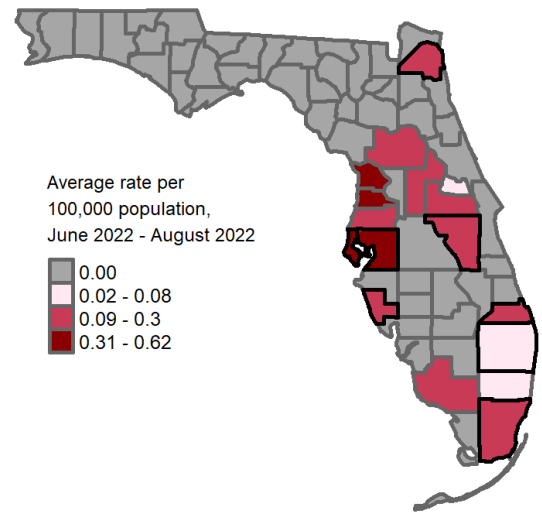 Average rate per
100,000 population,
June 2022 - August 2022
0.00
0.02 - 0.08
0.09 - 0.3
0.31 - 0.62